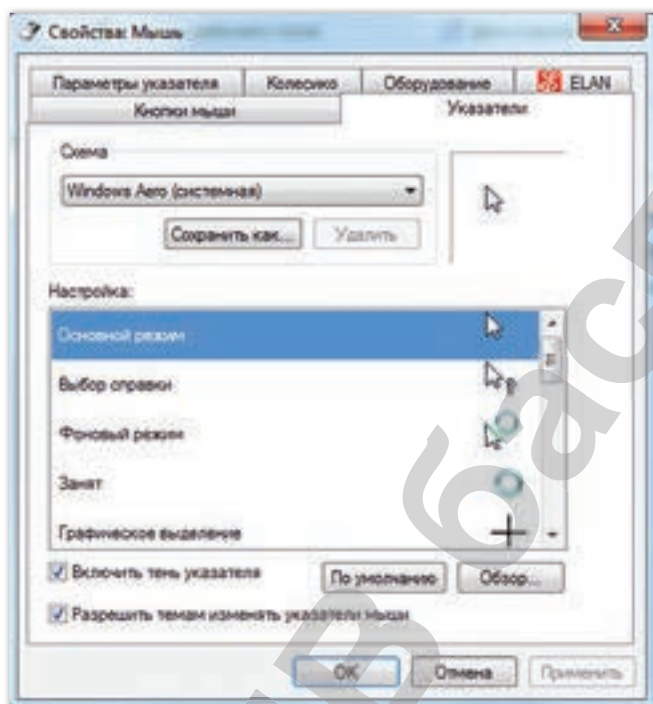 Свойства: Мышь
Параметры указателя Колесико Оборудование ELAN
Кнопки мыши Указатели
Схема
Windows Aero (системная)
Сохранить как... Удалить
Настройка:
Основной режим
Выбор справки
Фоновый режим
Занят
Графическое выделение
Включить тень указателя По умолчанию Обзор...
Разрешить темам изменять указатели мыши
OK Отмена Применить